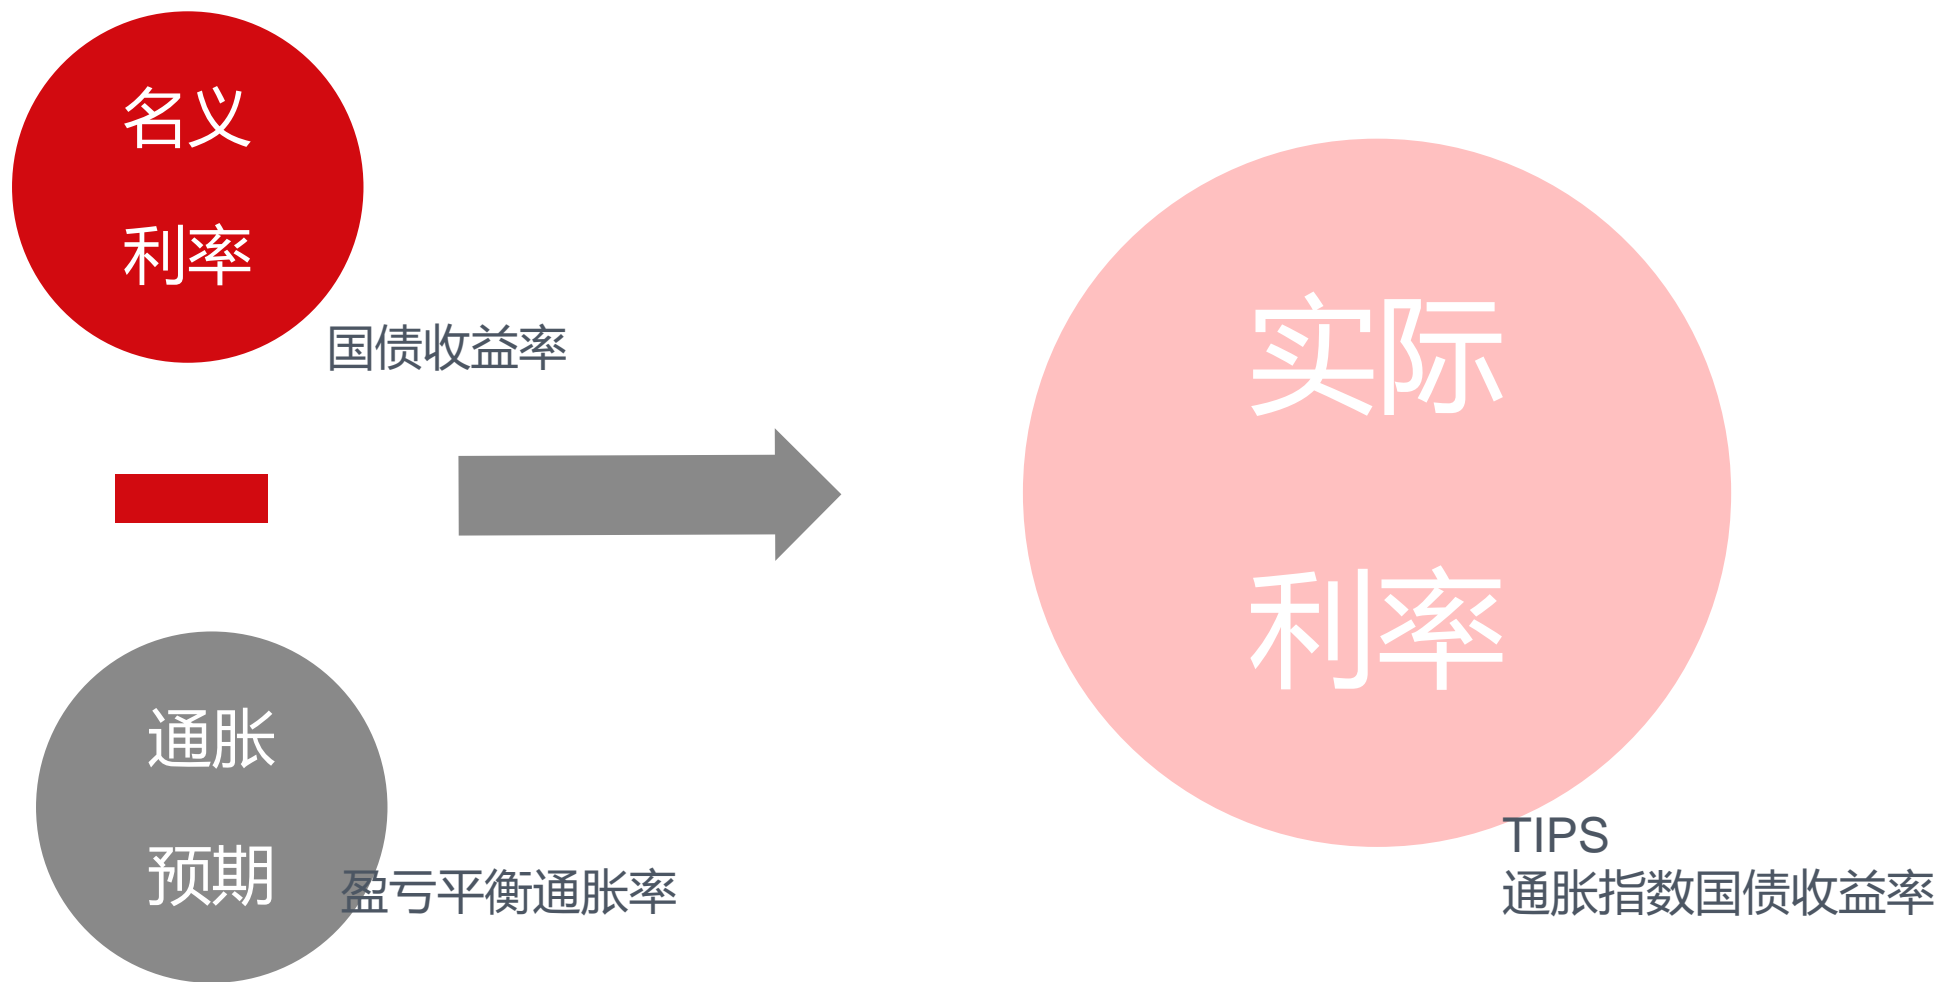 名义
利率
国债收益率
通胀
预期
盈亏平衡通胀率
实际
利率
TIPS
通胀指数国债收益率